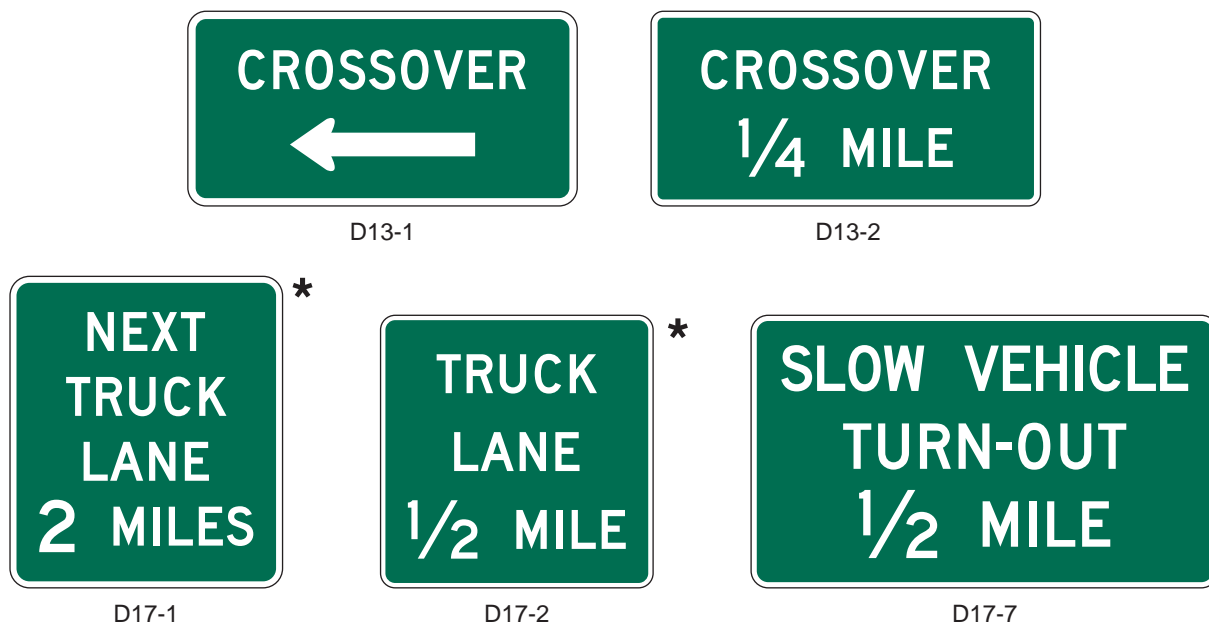 CROSSOVER
CROSSOVER
1/4 MILE
D13-1
D13-2
NEXT
TRUCK
LANE
2 MILES
*
TRUCK
LANE
1/2 MILE
*
SLOW VEHICLE
TURN-OUT
1/2 MILE
D17-1
D17-2
D17-7